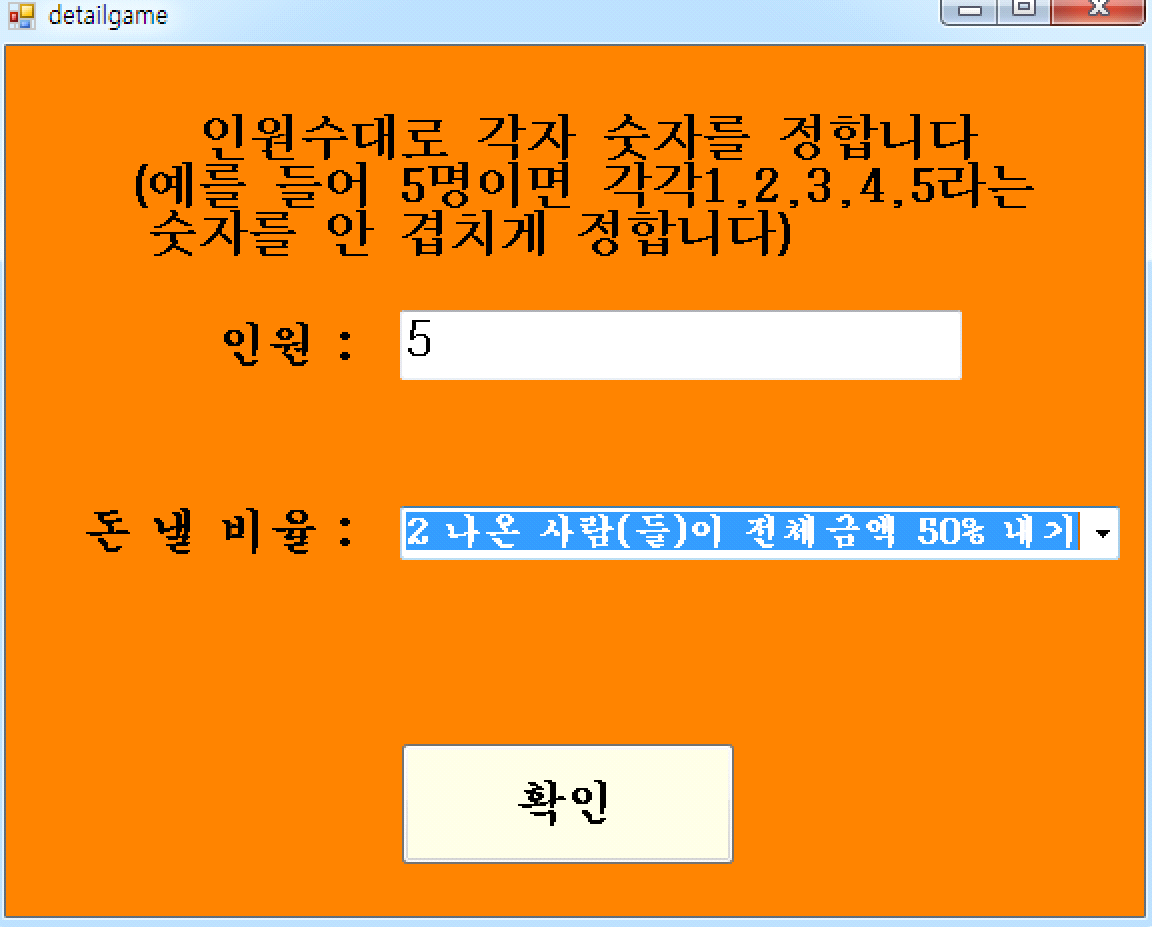 detailgame
인원수대로 각자 숫자를 정합니다
(예를 들어 5명이면 각각1,2,3,4,5라는
숫자를 안 겹치게 정합니다)
인원 : 5
돈 낼 비율 : 2 나온 사람(들)이 전체금액 50% 내기
확인